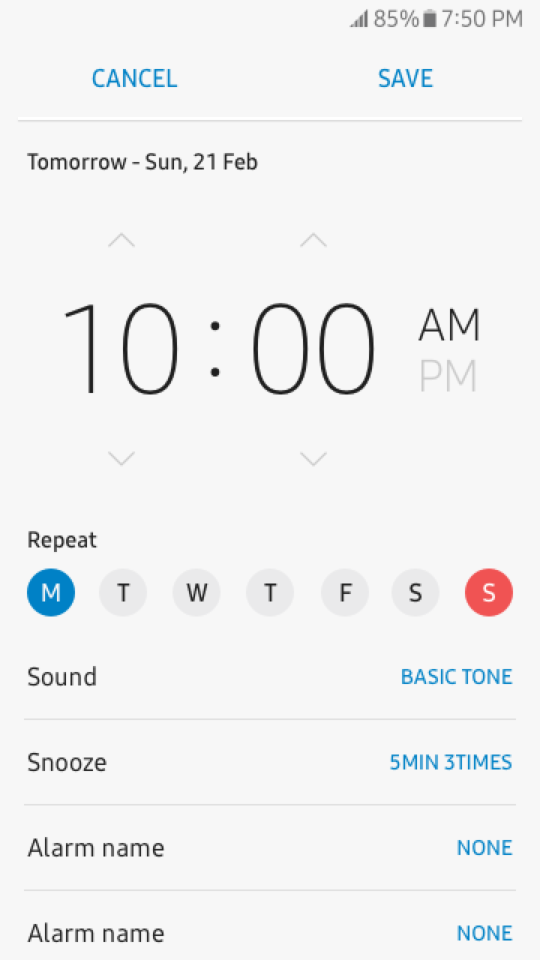 85% 7:50 PM
CANCEL SAVE
Tomorrow - Sun, 21 Feb
10 : 00 AM
PM
Repeat
M T W T F S S
Sound BASIC TONE
Snooze 5MIN 3TIMES
Alarm name NONE
Alarm name NONE